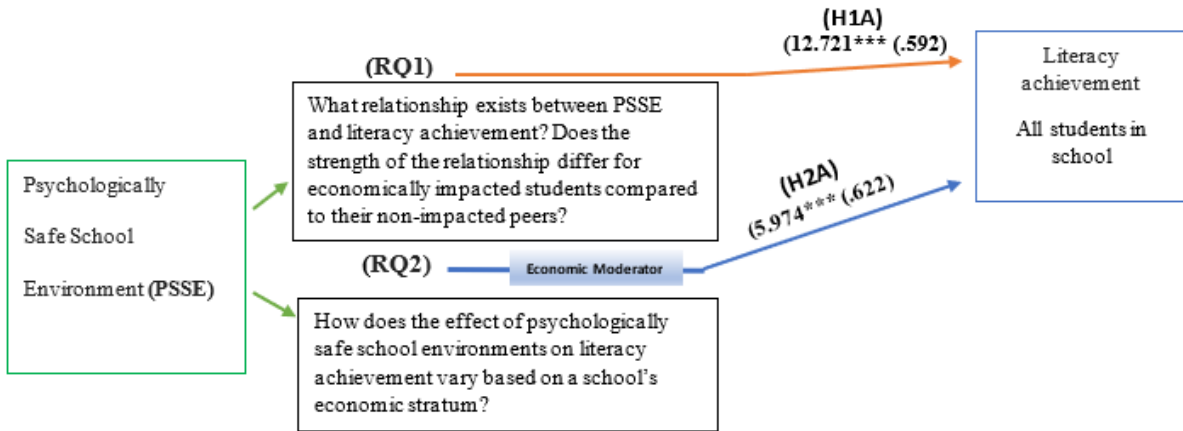 Psychologically
Safe School
Environment (PSSE)
(RQ1)
What relationship exists between PSSE
and literacy achievement? Does the
strength of the relationship differ for
economically impacted students compared
to their non-impacted peers?
(H1A)
(12.721*** (.592)
(RQ2)
Economic Moderator
(H2A)
(5.974*** (.622)
How does the effect of psychologically
safe school environments on literacy
achievement vary based on a school's
economic stratum?
Literacy
achievement
All students in
school